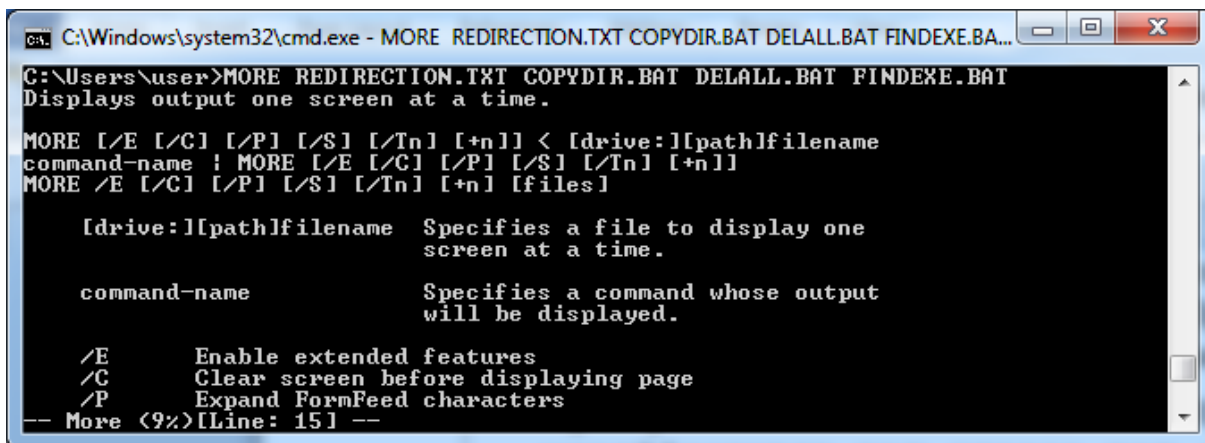 C:\Windows\system32\cmd.exe - MORE  REDIRECTION.TXT COPYDIR.BAT DELALL.BAT FINDEXE.BA...
C:\Users\user>MORE REDIRECTION.TXT COPYDIR.BAT DELALL.BAT FINDEXE.BAT
Displays output one screen at a time.
MORE [/E [/C] [/P] [/S] [/Tn] [+n]] < [drive:][path]filename
command-name | MORE [/E [/C] [/P] [/S] [/Tn] [+n]]
MORE /E [/C] [/P] [/S] [/Tn] [+n] [files]
[drive:][path]filename  Specifies a file to display one
screen at a time.
command-name            Specifies a command whose output
will be displayed.
/E      Enable extended features
/C      Clear screen before displaying page
/P      Expand FormFeed characters
-- More (9%)[Line: 15] --